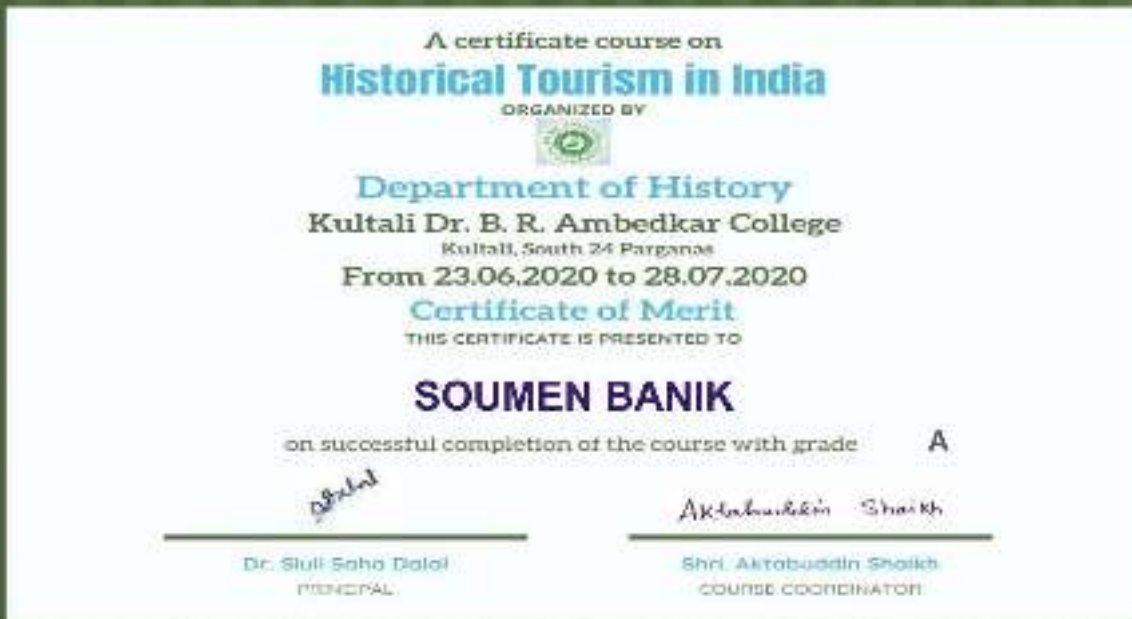 A certificate course on
Historical Tourism in India
ORGANIZED BY
Department of History
Kultali Dr. B. R. Ambedkar College
Kultali, South 24 Parganas
From 23.06.2020 to 28.07.2020
Certificate of Merit
THIS CERTIFICATE IS PRESENTED TO
SOUMEN BANIK
on successful completion of the course with grade A
Aktabuddin Shaikh
Dr. Siuli Saha Dalal
Shri. Aktabuddin Shaikh
PRINCIPAL
COURSE COORDINATOR